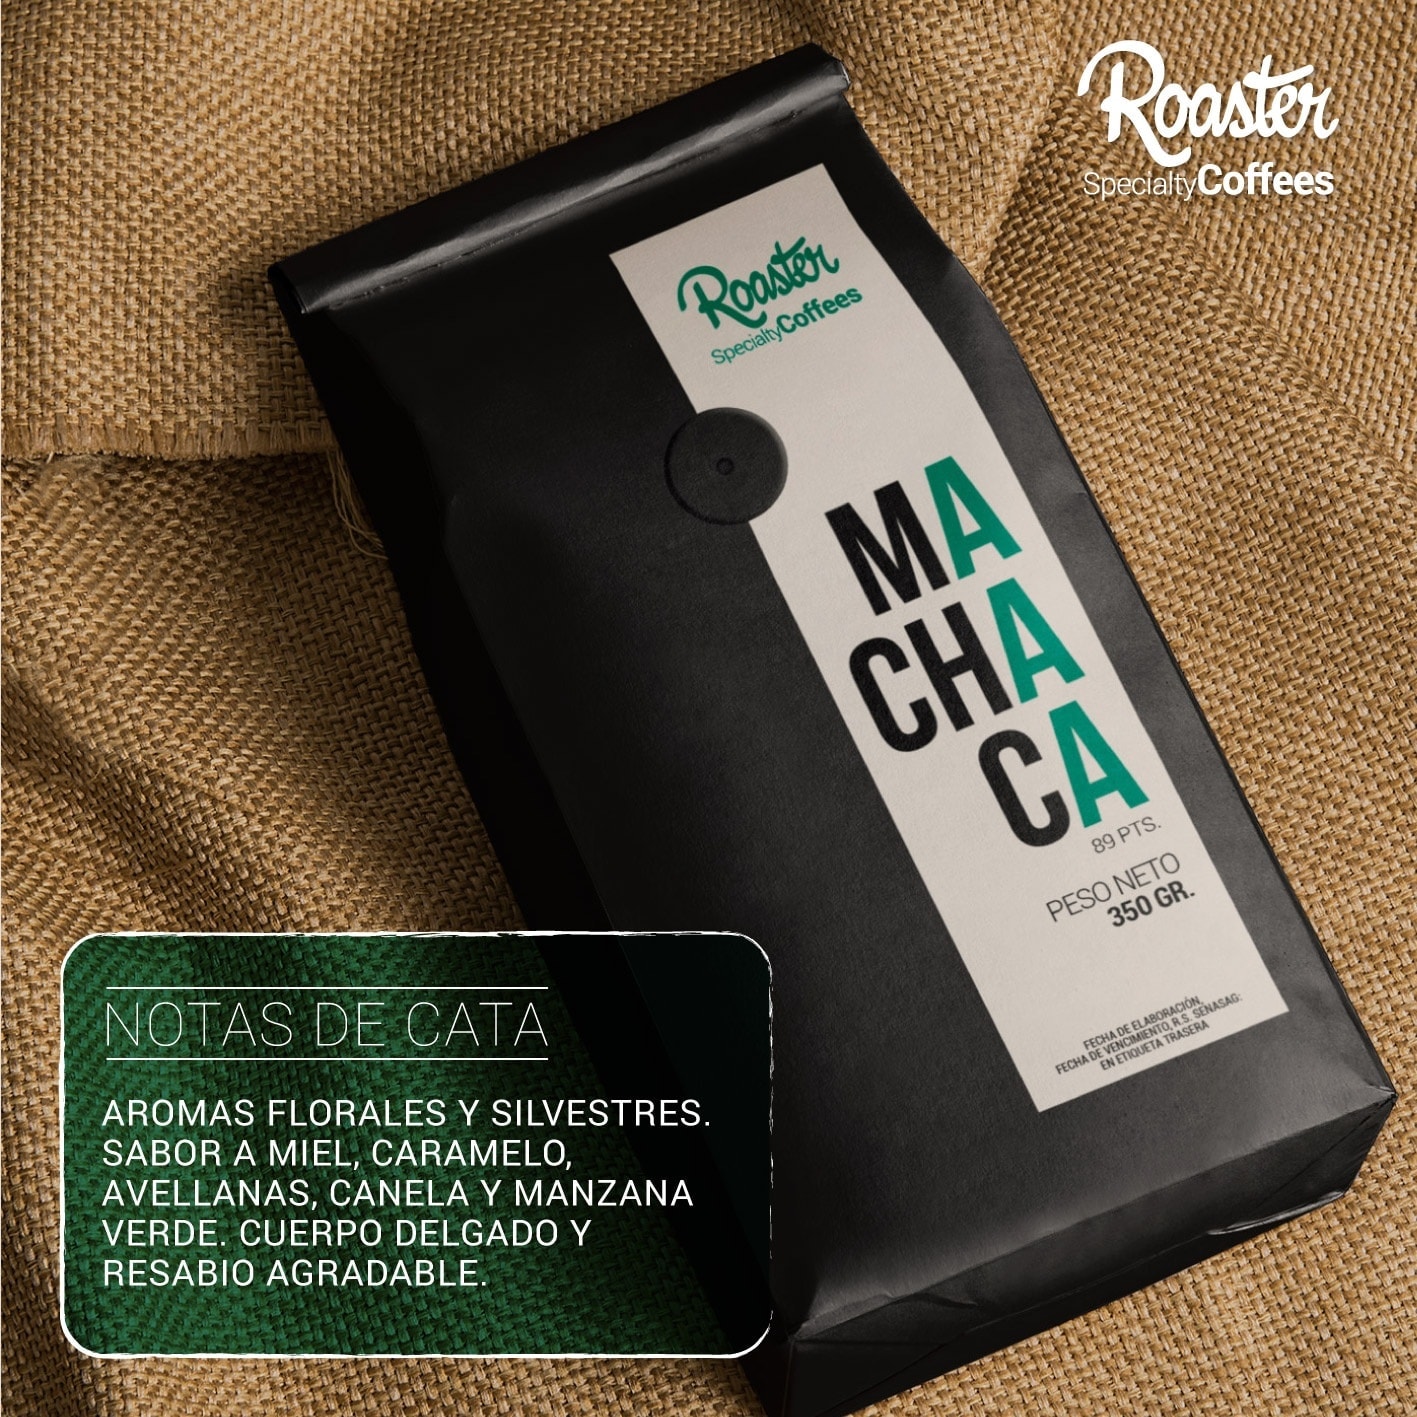 Roaster
SpecialtyCoffees
Roaster
SpecialtyCoffees
MA
CHA
CA
89 PTS.
PESO NETO
350 GR.
FECHA DE ELABORACIÓN,
FECHA DE VENCIMIENTO, R.S. SENASAG:
EN ETIQUETA TRASERA
NOTAS DE CATA
AROMAS FLORALES Y SILVESTRES.
SABOR A MIEL, CARAMELO,
AVELLANAS, CANELA Y MANZANA
VERDE. CUERPO DELGADO Y
RESABIO AGRADABLE.